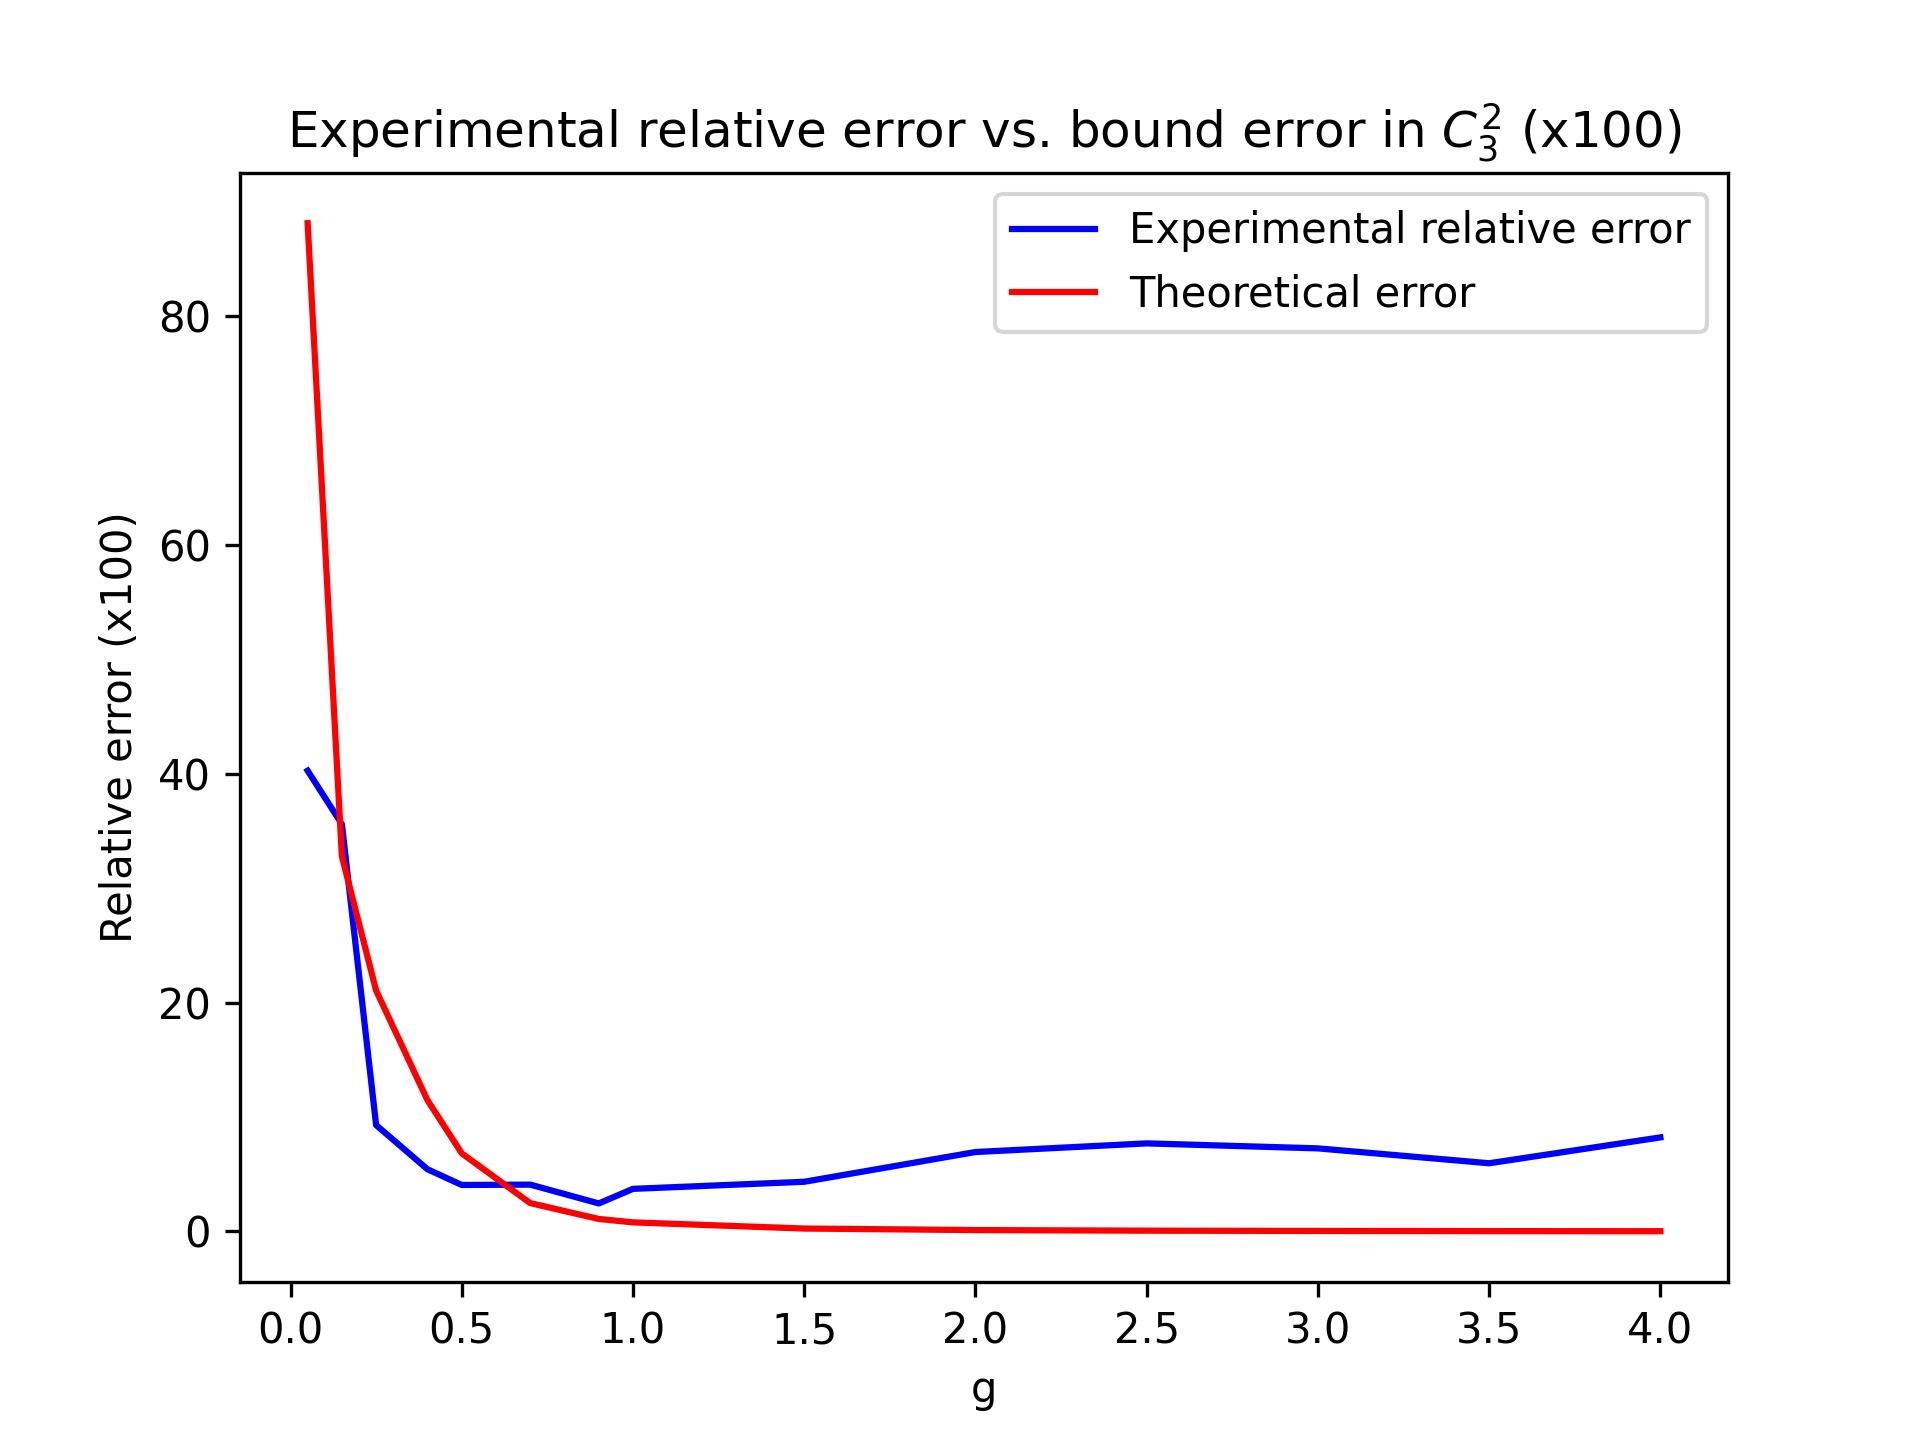 Experimental relative error vs. bound error in $C_3^2$ (x100)
Experimental relative error
Theoretical error
Relative error (x100)
80
60
40
20
0
0.0 0.5 1.0 1.5 2.0 2.5 3.0 3.5 4.0
g